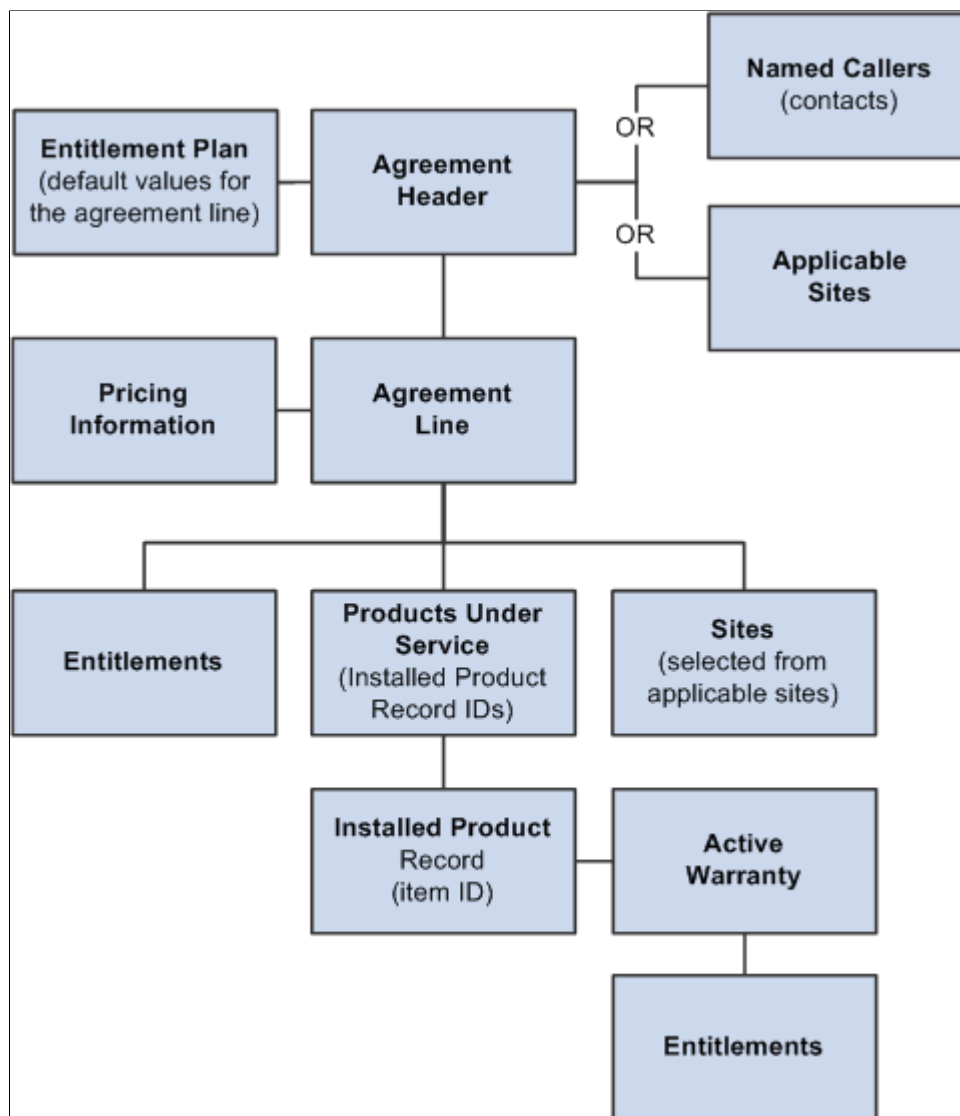 Named Callers
(contacts)
OR
Entitlement Plan
(default values for
the agreement line)
Agreement
Header
OR
Applicable
Sites
Pricing
Information
Agreement
Line
Entitlements
Products Under
Service
(Installed Product
Record IDs)
Sites
(selected from
applicable sites)
Installed Product
Record
(item ID)
Active
Warranty
Entitlements